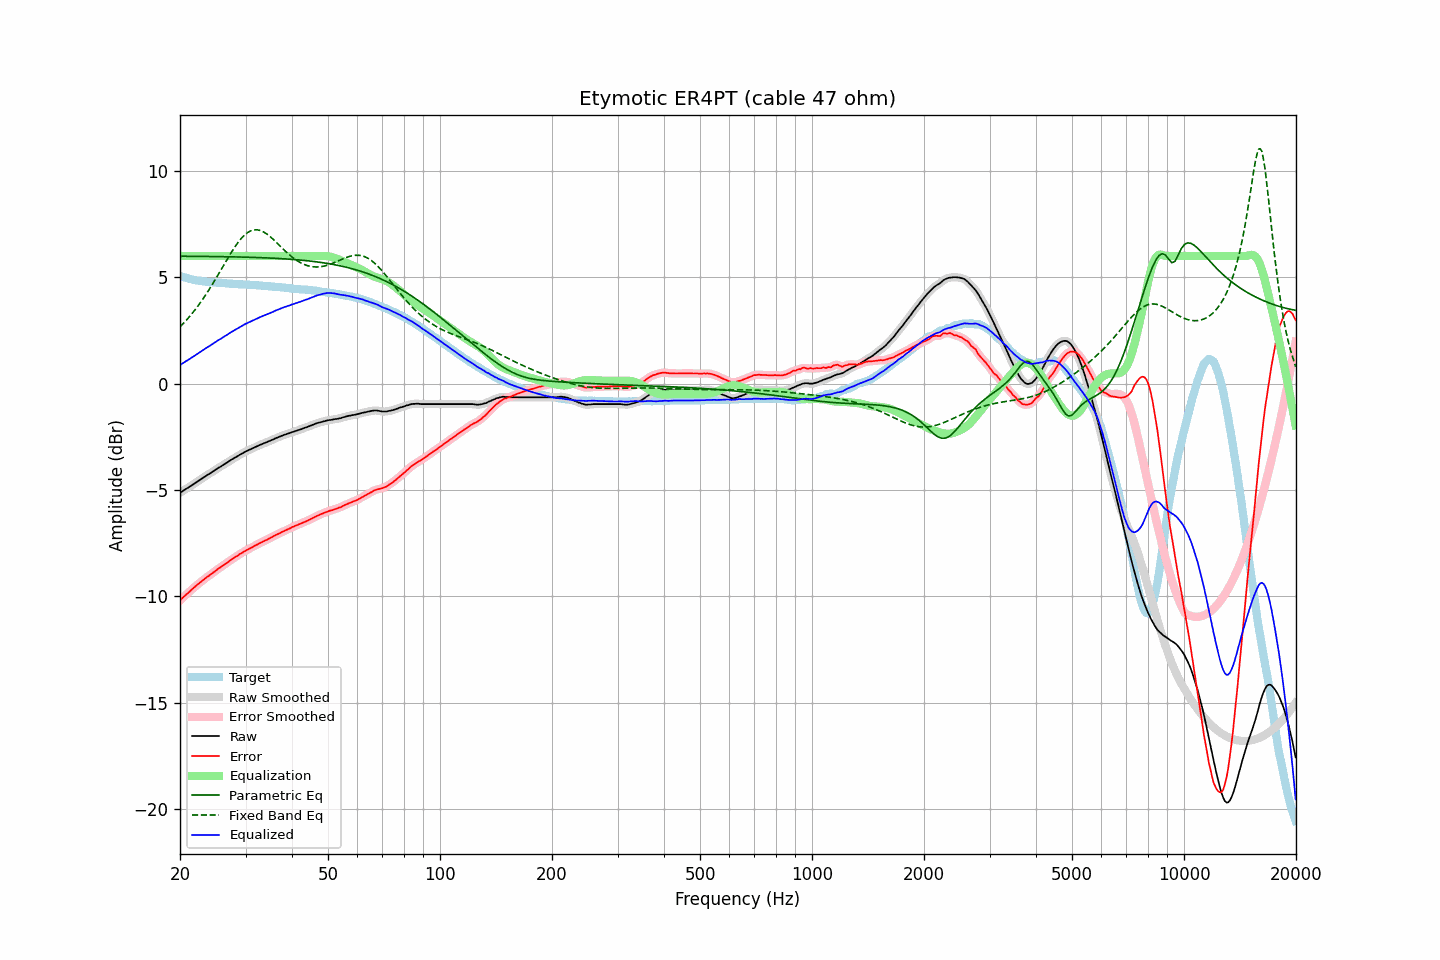 Etymotic ER4PT (cable 47 ohm)
Amplitude (dBr)
10
5
0
−5
−10
−15
−20
Target
Raw Smoothed
Error Smoothed
Raw
Error
Equalization
Parametric Eq
Fixed Band Eq
Equalized
20 50 100 200 500 1000 2000 5000 10000 20000
Frequency (Hz)